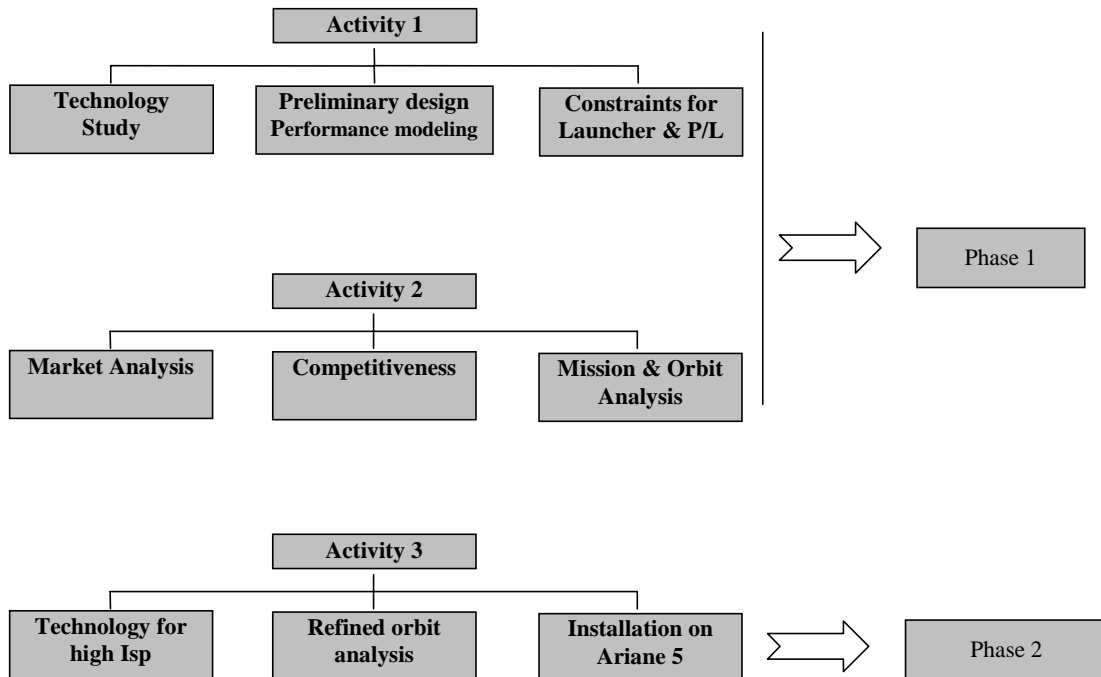 Activity 1
Technology
Study
Preliminary design
Performance modeling
Constraints for
Launcher & P/L
Phase 1
Activity 2
Market Analysis
Competitiveness
Mission & Orbit
Analysis
Activity 3
Technology for
high Isp
Refined orbit
analysis
Installation on
Ariane 5
Phase 2